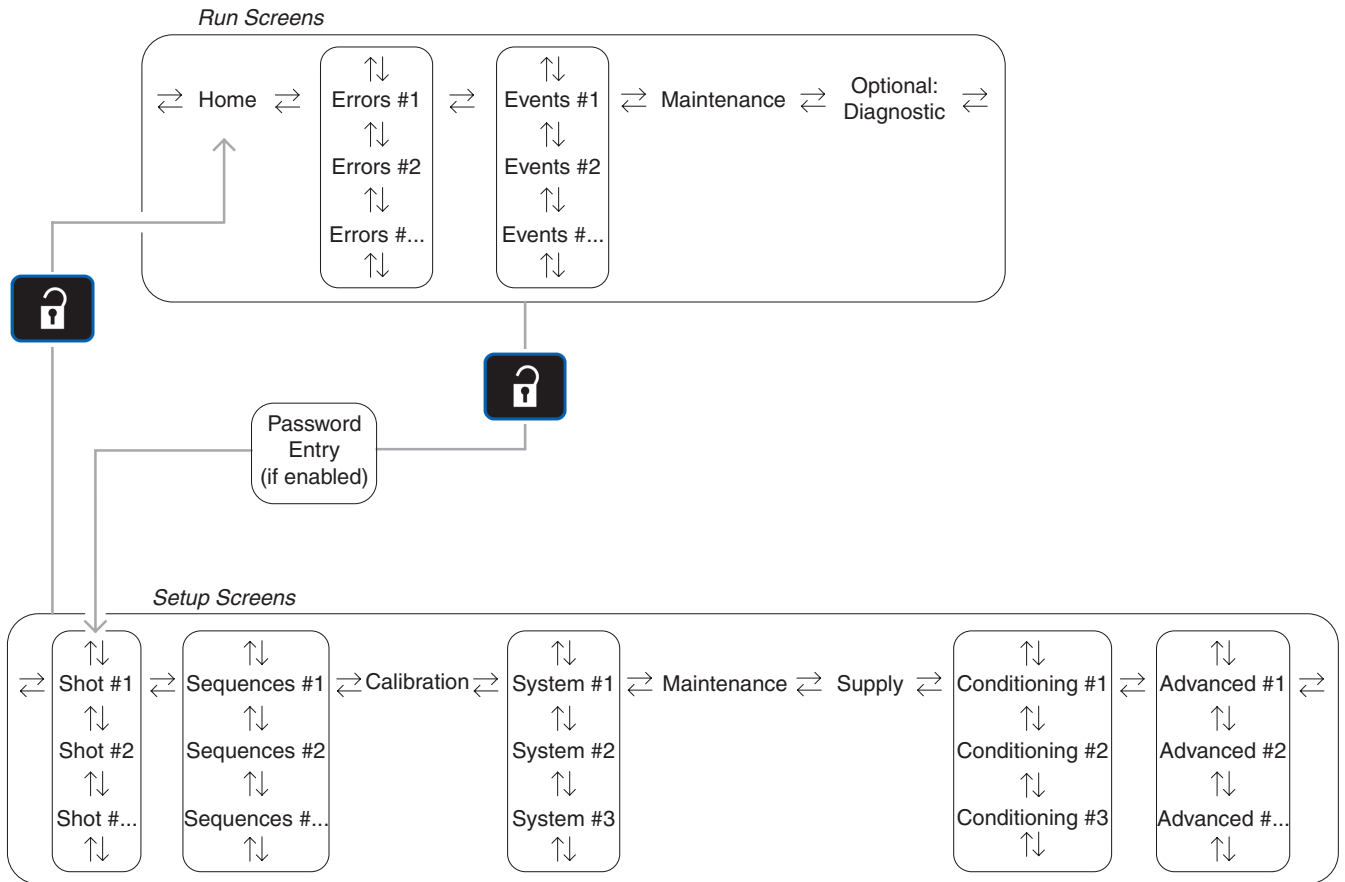 Run Screens
Home
Errors #1
Errors #2
Errors #...
Events #1
Events #2
Events #...
Maintenance
Optional:
Diagnostic
Password
Entry
(if enabled)
Setup Screens
Shot #1
Shot #2
Shot #...
Sequences #1
Sequences #2
Sequences #...
Calibration
System #1
System #2
System #3
Maintenance
Supply
Conditioning #1
Conditioning #2
Conditioning #3
Advanced #1
Advanced #2
Advanced #...